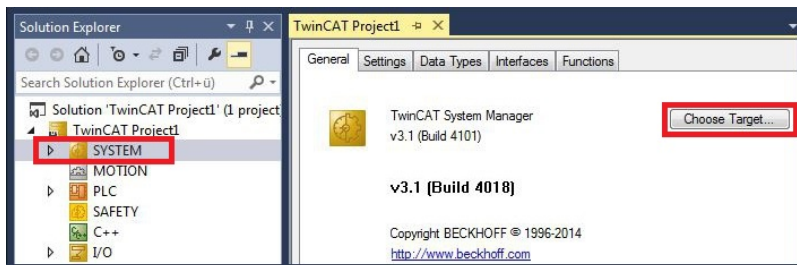 Solution Explorer
Search Solution Explorer (Ctrl+ü)
Solution 'TwinCAT Project1' (1 project
TwinCAT Project1
SYSTEM
MOTION
PLC
SAFETY
C++
I/O
TwinCAT Project1
General Settings Data Types Interfaces Functions
TwinCAT System Manager
v3.1 (Build 4101)
Choose Target...
v3.1 (Build 4018)
Copyright BECKHOFF © 1996-2014
http://www.beckhoff.com